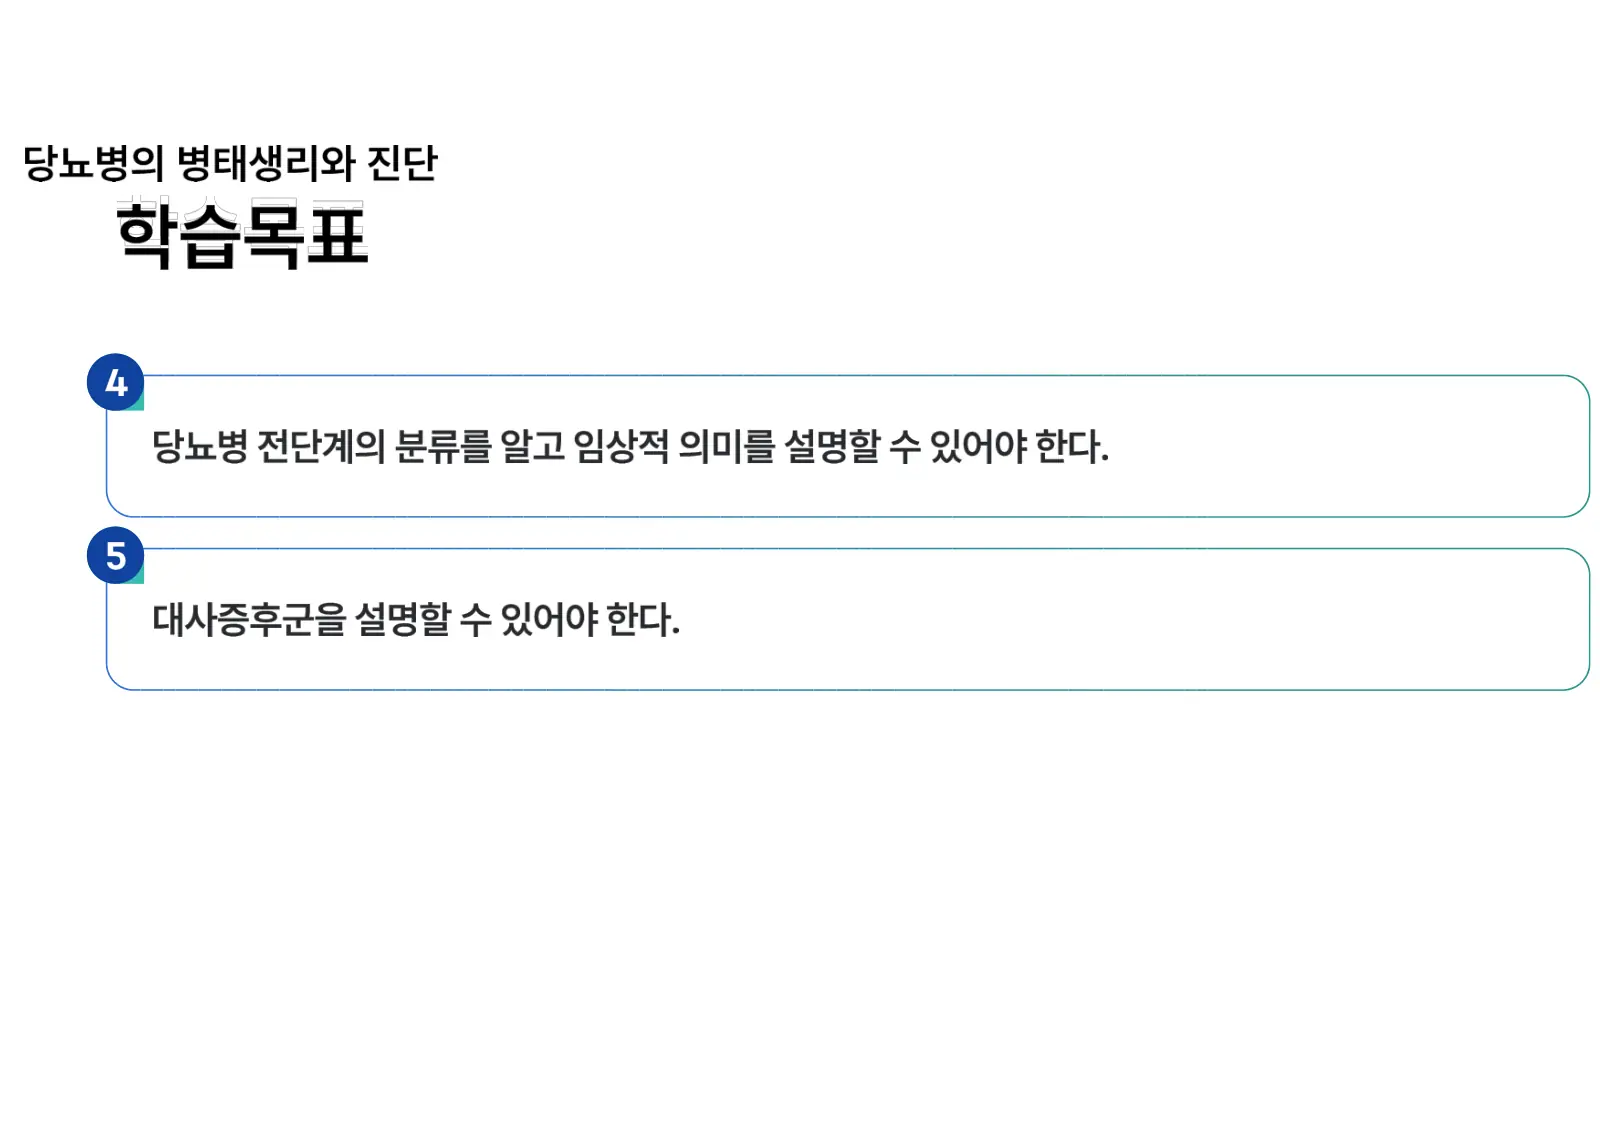 당뇨병의 병태생리와 진단
학습목표
4
당뇨병 전단계의 분류를 알고 임상적 의미를 설명할 수 있어야 한다.
5
대사증후군을 설명할 수 있어야 한다.